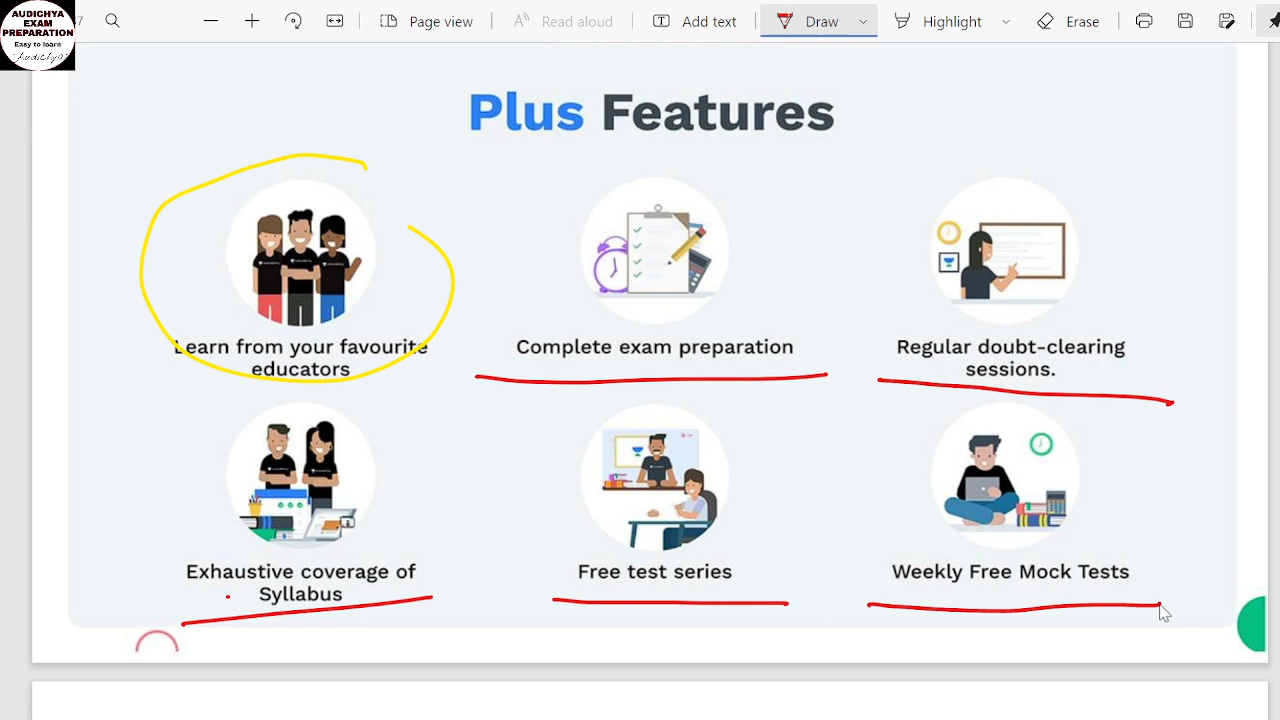 AUDICHYA
EXAM
PREPARATION
Easy to learn
"Audichya"
Page view
Read aloud
Add text
Draw
Highlight
Erase
Plus Features
Learn from your favourite
educators
Complete exam preparation
Regular doubt-clearing
sessions.
Exhaustive coverage of
Syllabus
Free test series
Weekly Free Mock Tests